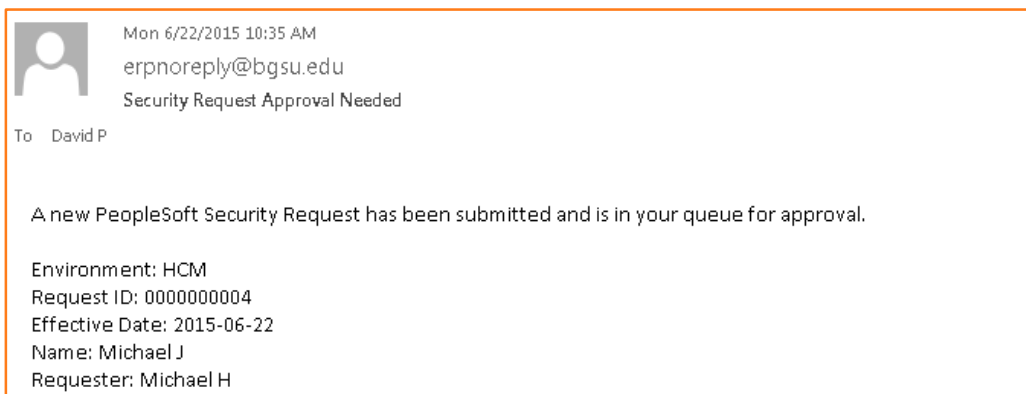 Mon 6/22/2015 10:35 AM
erpnoreply@bgsu.edu
Security Request Approval Needed
To David P
A new PeopleSoft Security Request has been submitted and is in your queue for approval.
Environment: HCM
Request ID: 0000000004
Effective Date: 2015-06-22
Name: Michael J
Requester: Michael H